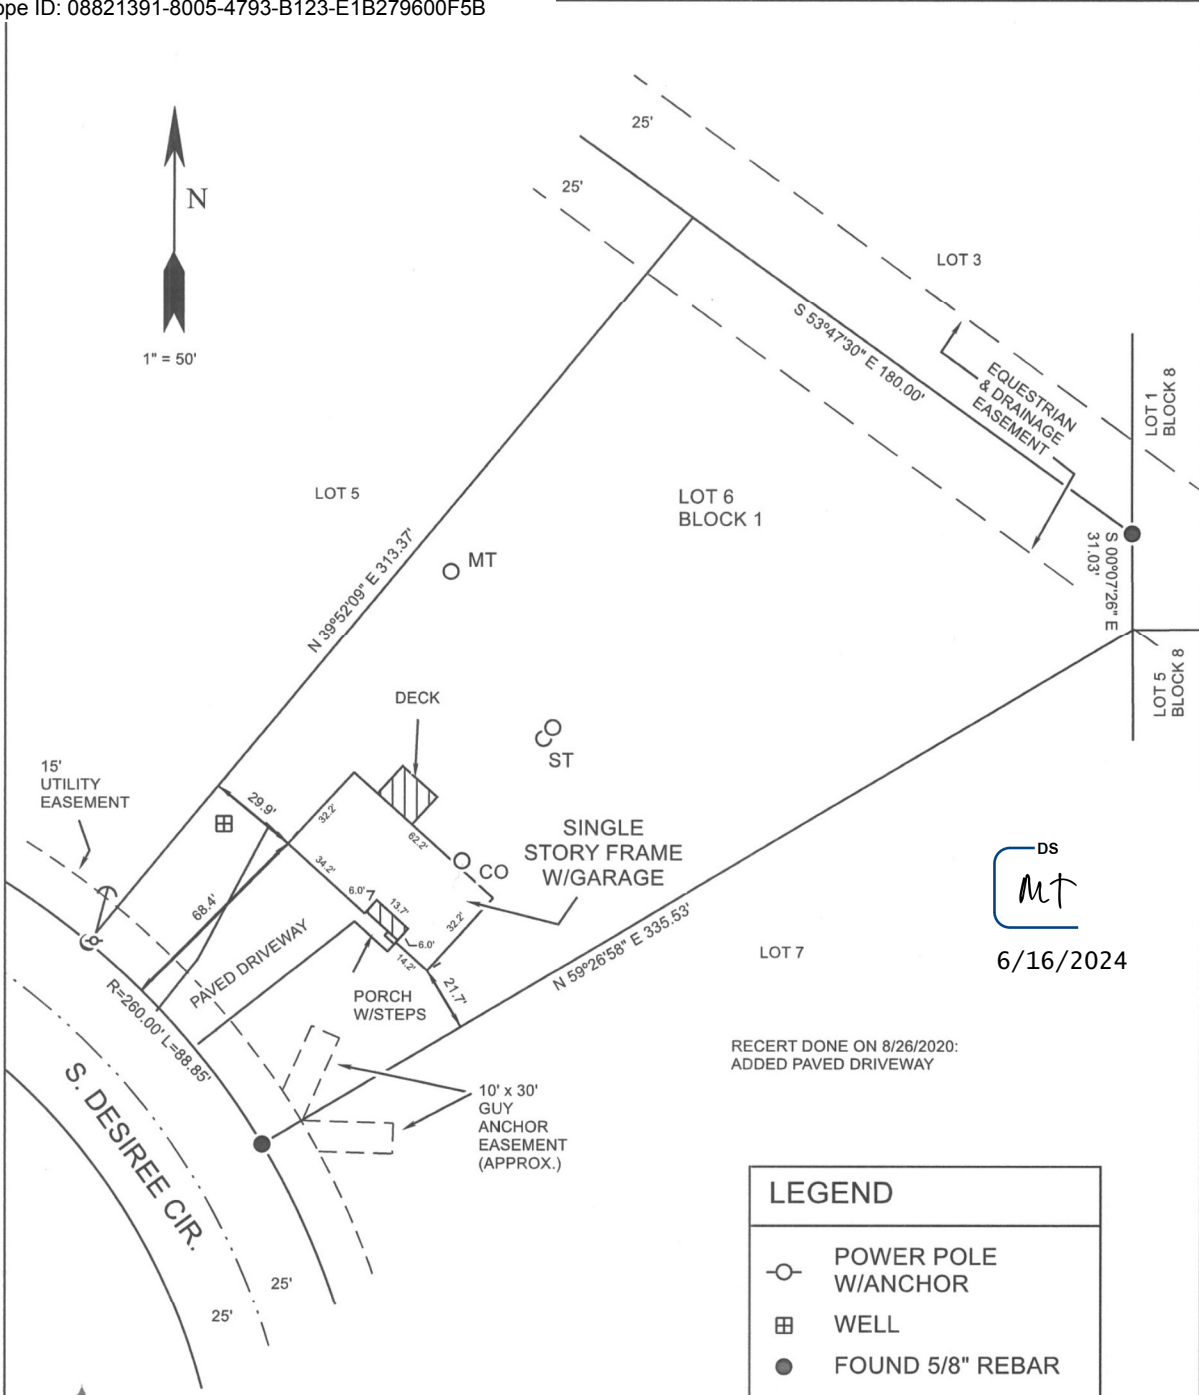 ope ID: 08821391-8005-4793-B123-E1B279600F5B
25'
25'
N
1" = 50'
LOT 3
S 53°47'30" E 180.00'
EQUESTRIAN
& DRAINAGE
EASEMENT
LOT 1
BLOCK 8
LOT 5
LOT 6
BLOCK 1
N 39°52'09" E 313.37'
MT
S 00°07'26" E
31.03'
LOT 5
BLOCK 8
DECK
ST
15'
UTILITY
EASEMENT
29.9'
32.2'
62.2'
SINGLE
STORY FRAME
W/GARAGE
CO
34.2'
6.0'
13.7'
32.2'
6.0'
14.2'
68.4'
PAVED DRIVEWAY
PORCH
W/STEPS
21.7'
N 59°26'58" E 335.53'
LOT 7
DS
MT
6/16/2024
R=260.00' L=88.85'
RECERT DONE ON 8/26/2020:
ADDED PAVED DRIVEWAY
S. DESIREE CIR.
10' x 30'
GUY
ANCHOR
EASEMENT
(APPROX.)
25'
25'
LEGEND
POWER POLE
W/ANCHOR
WELL
FOUND 5/8" REBAR